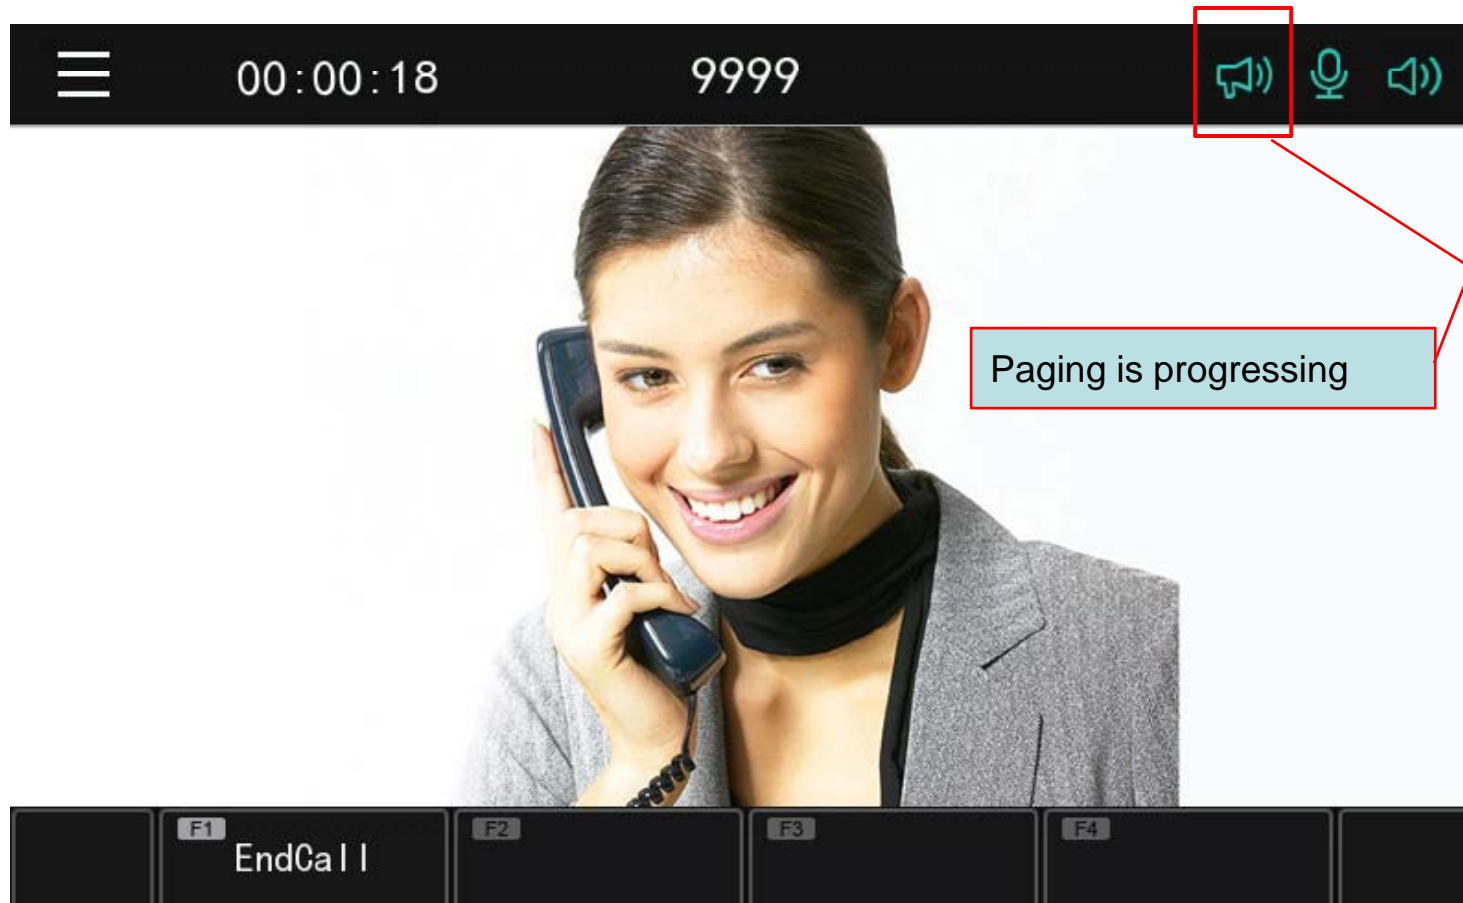 00:00:18
9999
Paging is progressing
F1
EndCall
F2
F3
F4